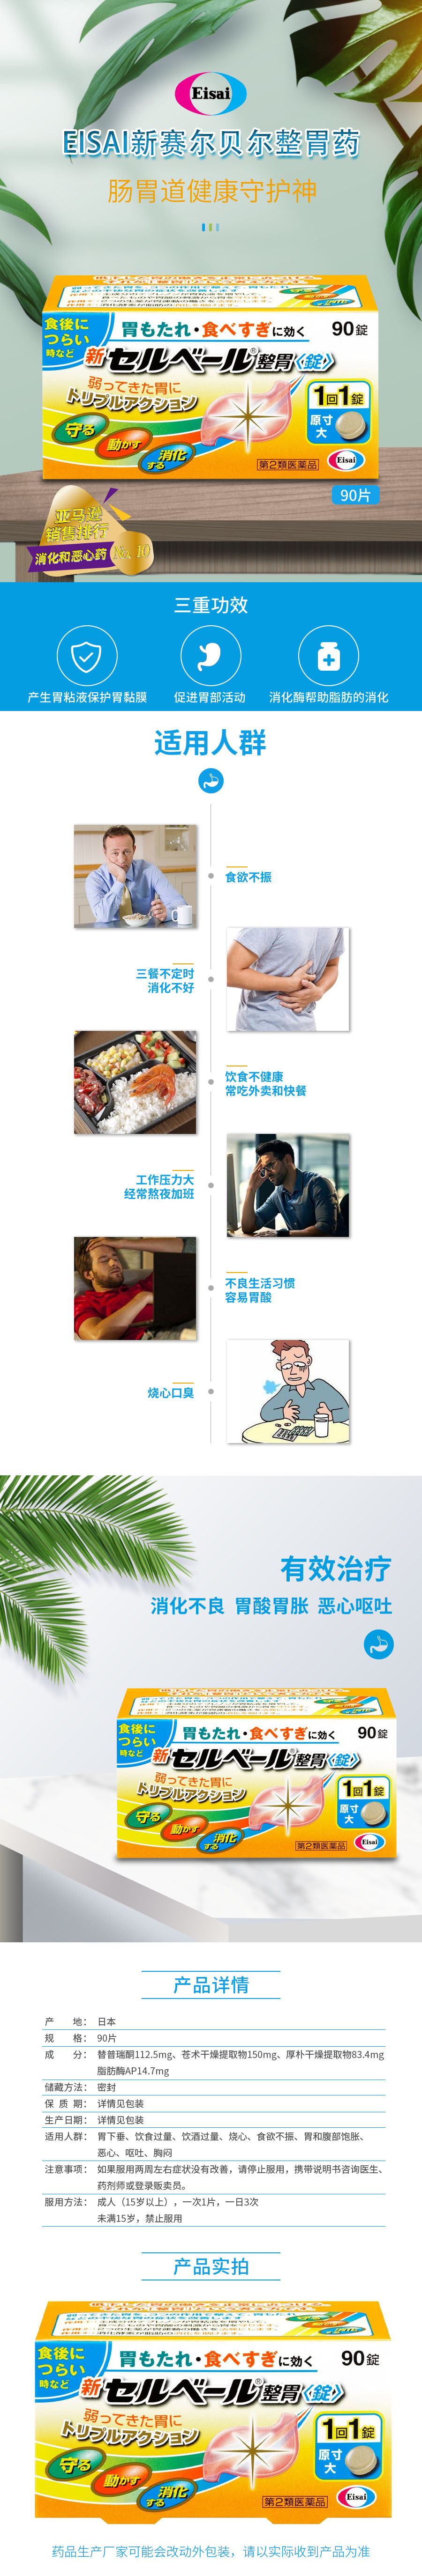 Eisai
EISAI新赛尔贝尔整胃药
肠胃道健康守护神
食後に
つらい
時など
胃もたれ・食べすぎに効く
90錠
新セルベール®整胃〈錠〉
弱ってきた胃に
トリプルアクション
守る
動かす
消化する
1回1錠
原寸大
第2類医薬品
Eisai
90片
亚马逊
销售排行
消化和恶心药 No. 10
三重功效
产生胃粘液保护胃黏膜
促进胃部活动
消化酶帮助脂肪的消化
适用人群
食欲不振
三餐不定时
消化不好
饮食不健康
常吃外卖和快餐
工作压力大
经常熬夜加班
不良生活习惯
容易胃酸
烧心口臭
有效治疗
消化不良 胃酸胃胀 恶心呕吐
食後に
つらい
時など
胃もたれ・食べすぎに効く
90錠
新セルベール®整胃〈錠〉
弱ってきた胃に
トリプルアクション
守る
動かす
消化する
1回1錠
原寸大
第2類医薬品
Eisai
产品详情
产 地: 日本
规 格: 90片
成 分: 替普瑞酮112.5mg、苍术干燥提取物150mg、厚朴干燥提取物83.4mg
脂肪酶AP14.7mg
储藏方法: 密封
保 质 期: 详情见包装
生产日期: 详情见包装
适用人群: 胃下垂、饮食过量、饮酒过量、烧心、食欲不振、胃和腹部饱胀、
恶心、呕吐、胸闷
注意事项: 如果服用两周左右症状没有改善,请停止服用,携带说明书咨询医生、
药剂师或登录贩卖员。
服用方法: 成人(15岁以上),一次1片,一日3次
未满15岁,禁止服用
产品实拍
食後に
つらい
時など
胃もたれ・食べすぎに効く
90錠
新セルベール®整胃〈錠〉
弱ってきた胃に
トリプルアクション
守る
動かす
消化する
1回1錠
原寸大
第2類医薬品
Eisai
药品生产厂家可能会改动外包装,请以实际收到产品为准